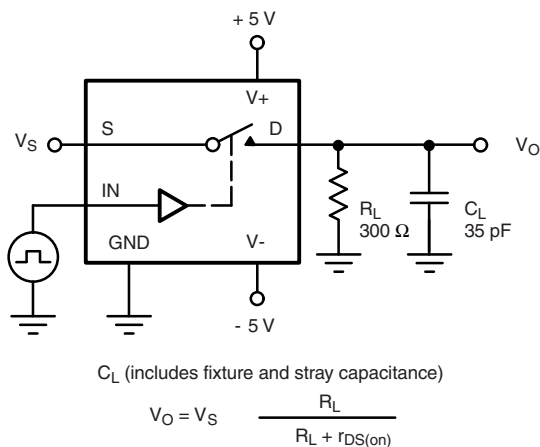 + 5 V
V+
S
D
VS
VO
IN
RL
300 Ω
CL
35 pF
GND
V-
- 5 V
CL (includes fixture and stray capacitance)
VO = VS
RL
RL + rDS(on)